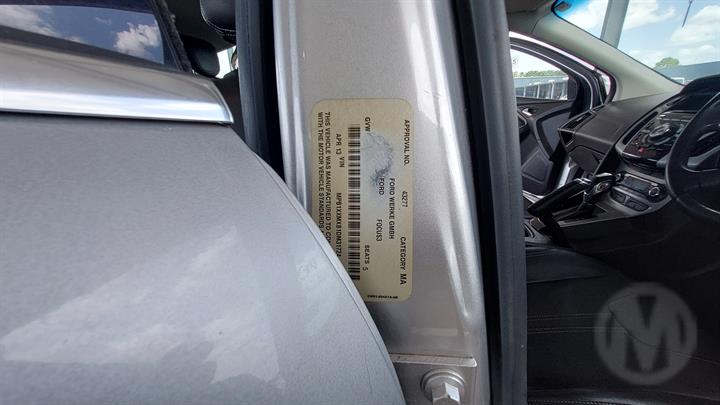 APPROVAL NO. 43277 CATEGORY MA
FORD WERKE GMBH
GVW FORD FOCUS3
SEATS 5
APR 13 VIN
THIS VEHICLE WAS MANUFACTURED TO
WITH THE MOTOR VEHICLE STANDARDS
M